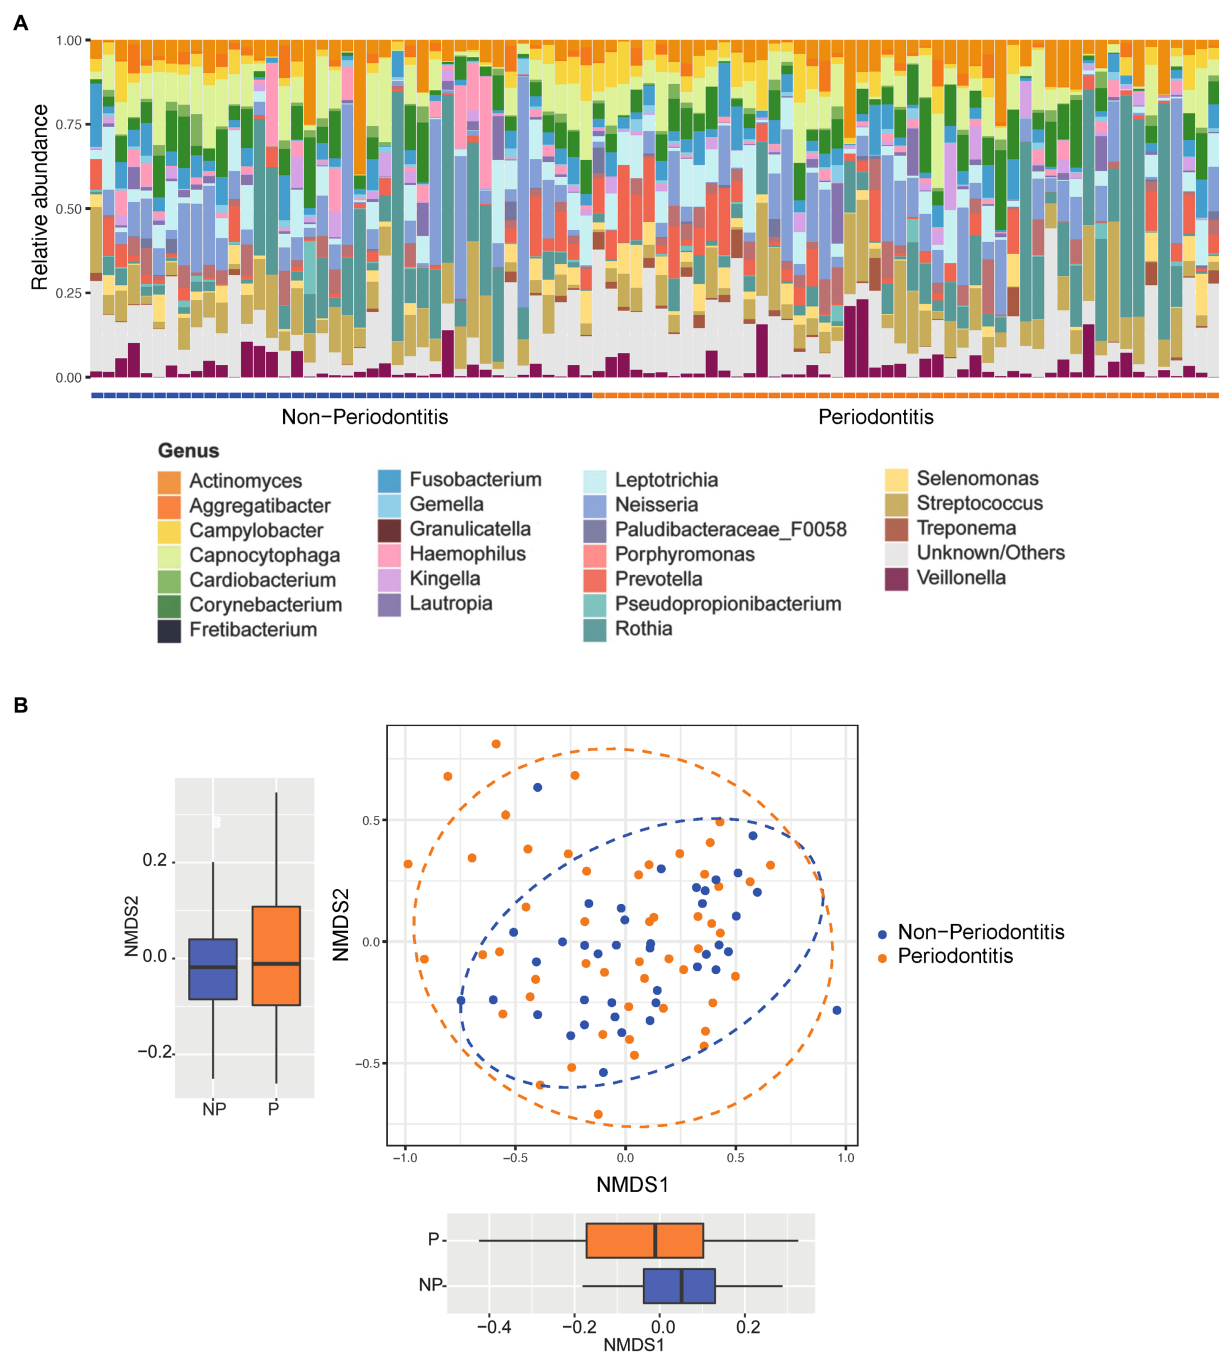 A
1.00
0.75
0.50
0.25
0.00
Relative abundance
Non-Periodontitis
Periodontitis
Genus
Actinomyces
Aggregatibacter
Campylobacter
Capnocytophaga
Cardiobacterium
Corynebacterium
Fretibacterium
Fusobacterium
Gemella
Granulicatella
Haemophilus
Kingella
Lautropia
Leptotrichia
Neisseria
Paludibacteraceae_F0058
Porphyromonas
Prevotella
Pseudopropionibacterium
Rothia
Selenomonas
Streptococcus
Treponema
Unknown/Others
Veillonella
B
NMDS2
0.2
0.0
−0.2
NP
P
NMDS2
0.5
0.0
−0.5
−1.0
−0.5
0.0
0.5
1.0
NMDS1
Non-Periodontitis
Periodontitis
P
NP
−0.4
−0.2
0.0
0.2
NMDS1